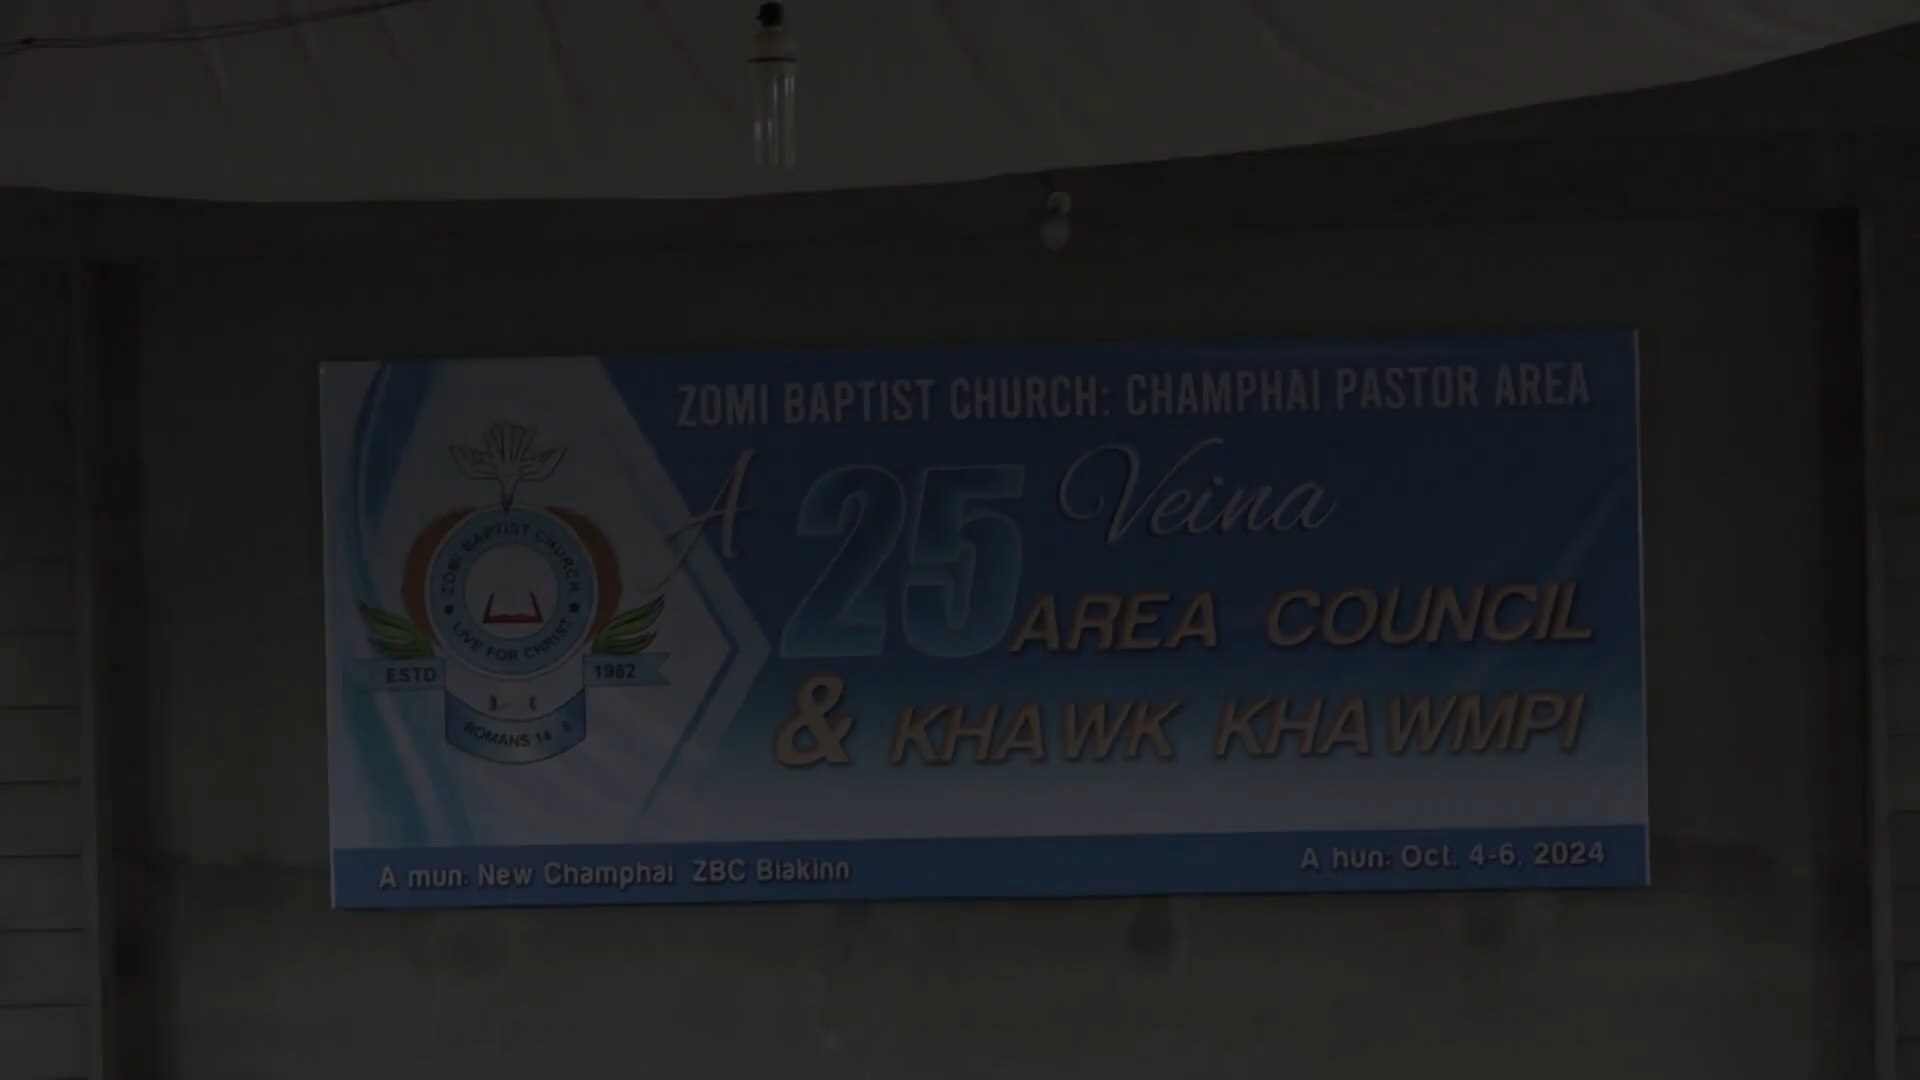 ZOMI BAPTIST CHURCH: CHAMPHAI PASTOR AREA
A 25 Veina
AREA COUNCIL
& KHAWK KHAWMPI
ZOMI BAPTIST CHURCH
LIVE FOR CHRIST
ESTD 1982
ROMANS 14 8
A mun: New Champhai ZBC Biakinn
A hun: Oct. 4-6, 2024